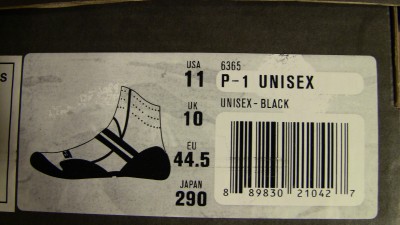 USA
11
UK
10
EU
44.5
JAPAN
290
6365
P-1 UNISEX
UNISEX-BLACK
8 89830 21042 7
S